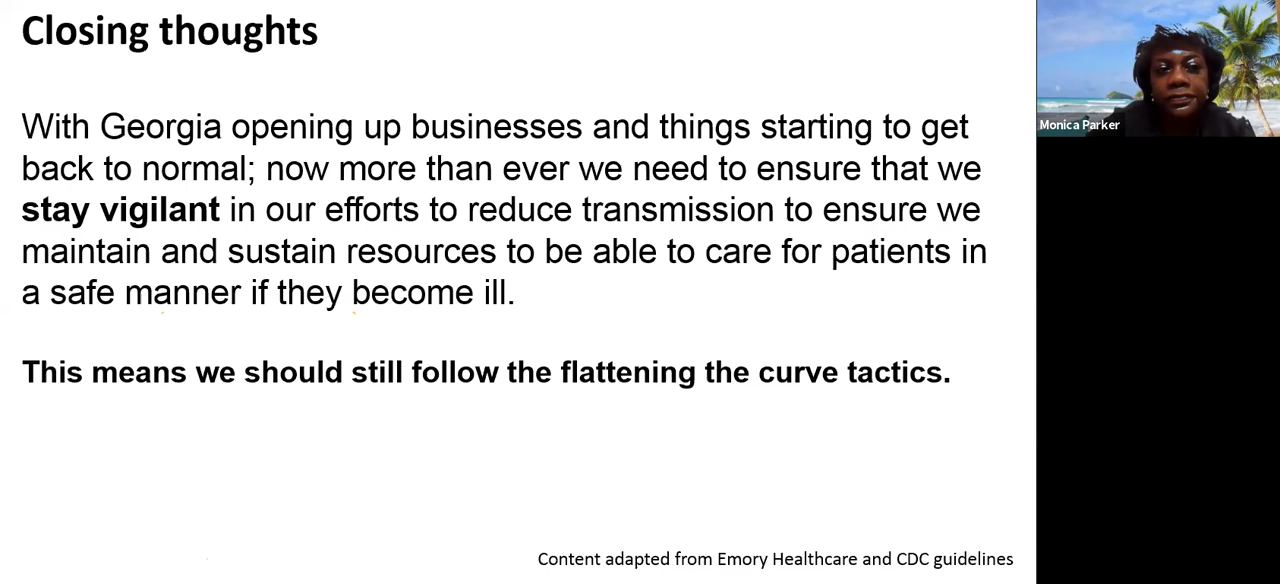 Closing thoughts
With Georgia opening up businesses and things starting to get
back to normal; now more than ever we need to ensure that we
stay vigilant in our efforts to reduce transmission to ensure we
maintain and sustain resources to be able to care for patients in
a safe manner if they become ill.
This means we should still follow the flattening the curve tactics.
Content adapted from Emory Healthcare and CDC guidelines
Monica Parker